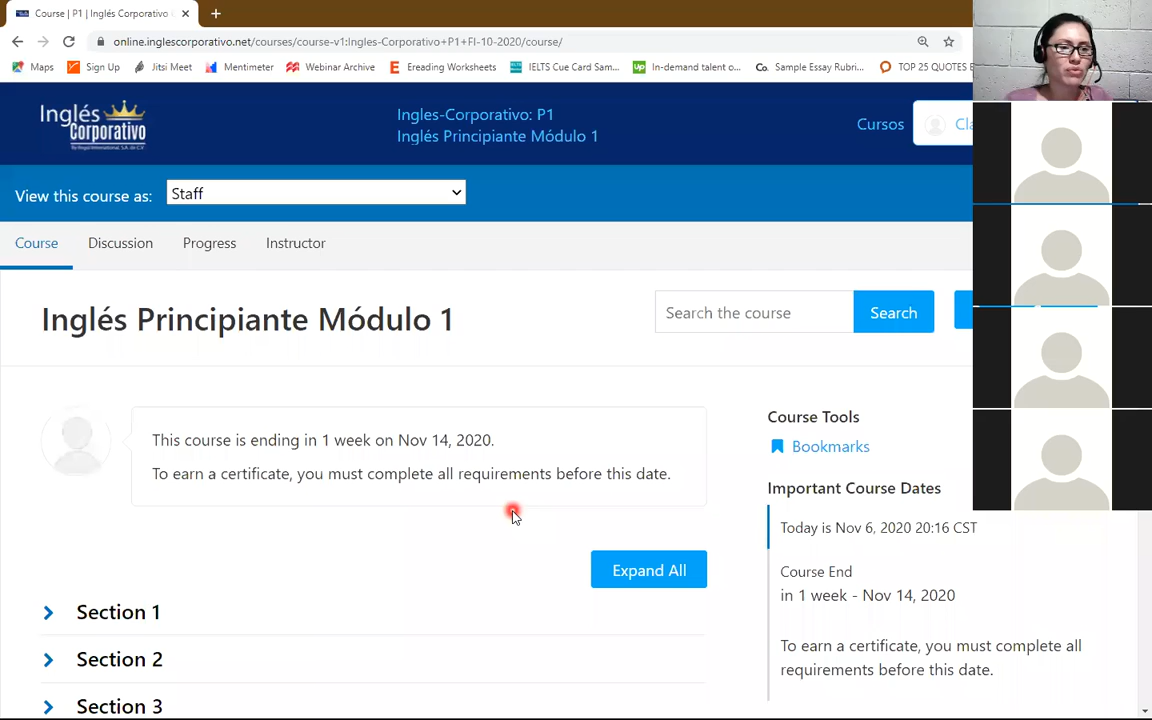 Course | P1 | Inglés Corporativo
online.inglescorporativo.net/courses/course-v1:Ingles-Corporativo+P1+FI-10-2020/course/
Maps Sign Up Jitsi Meet Mentimeter Webinar Archive Ereading Worksheets IELTS Cue Card Sam... In-demand talent o... Sample Essay Rubri... TOP 25 QUOTES
Inglés
Corporativo
Ingles-Corporativo: P1
Inglés Principiante Módulo 1
Cursos
Cla
View this course as: Staff
Course Discussion Progress Instructor
Inglés Principiante Módulo 1
Search the course Search
This course is ending in 1 week on Nov 14, 2020.
To earn a certificate, you must complete all requirements before this date.
Expand All
Section 1
Section 2
Section 3
Course Tools
Bookmarks
Important Course Dates
Today is Nov 6, 2020 20:16 CST
Course End
in 1 week - Nov 14, 2020
To earn a certificate, you must complete all
requirements before this date.